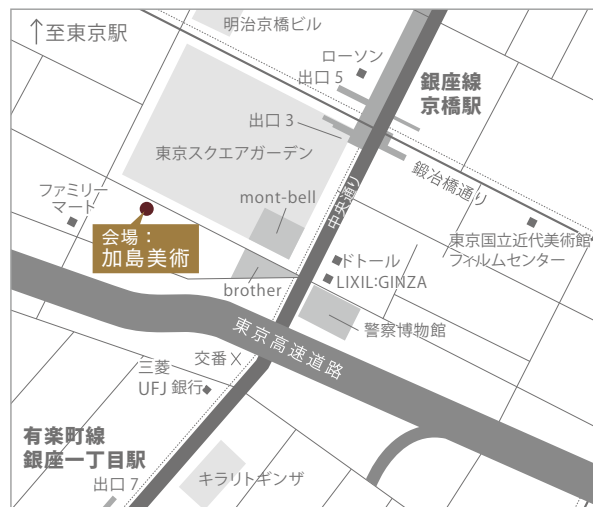 ↑至東京駅
明治京橋ビル
ローソン
出口5
銀座線
京橋駅
出口3
東京スクエアガーデン
鍛冶橋通り
ファミリー
マート
mont-bell
中央通り
会場：
加島美術
東京国立近代美術館
フィルムセンター
ドトール
LIXIL:GINZA
brother
警察博物館
東京高速道路
交番 X
三菱
UFJ 銀行
有楽町線
銀座一丁目駅
出口7
キラリトギンザ